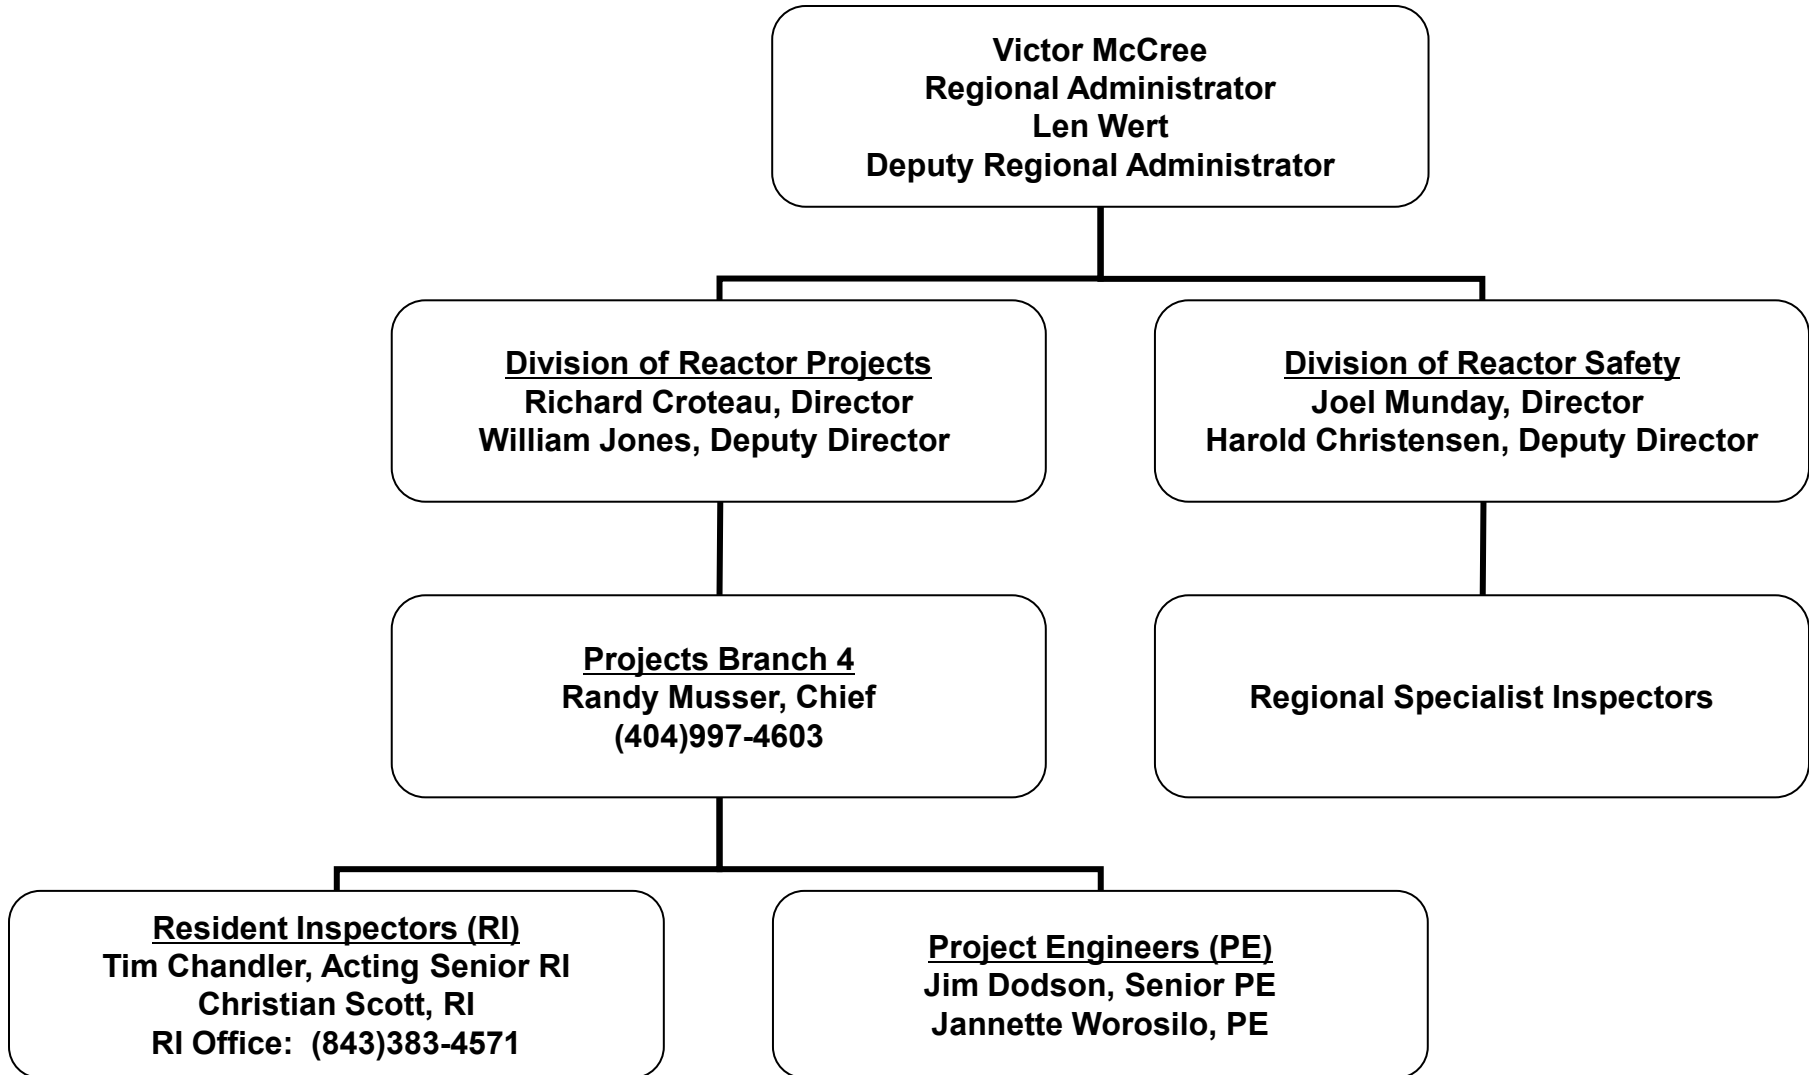 Victor McCree
Regional Administrator
Len Wert
Deputy Regional Administrator
Division of Reactor Projects
Richard Croteau, Director
William Jones, Deputy Director
Division of Reactor Safety
Joel Munday, Director
Harold Christensen, Deputy Director
Projects Branch 4
Randy Musser, Chief
(404)997-4603
Regional Specialist Inspectors
Resident Inspectors (RI)
Tim Chandler, Acting Senior RI
Christian Scott, RI
RI Office:  (843)383-4571
Project Engineers (PE)
Jim Dodson, Senior PE
Jannette Worosilo, PE